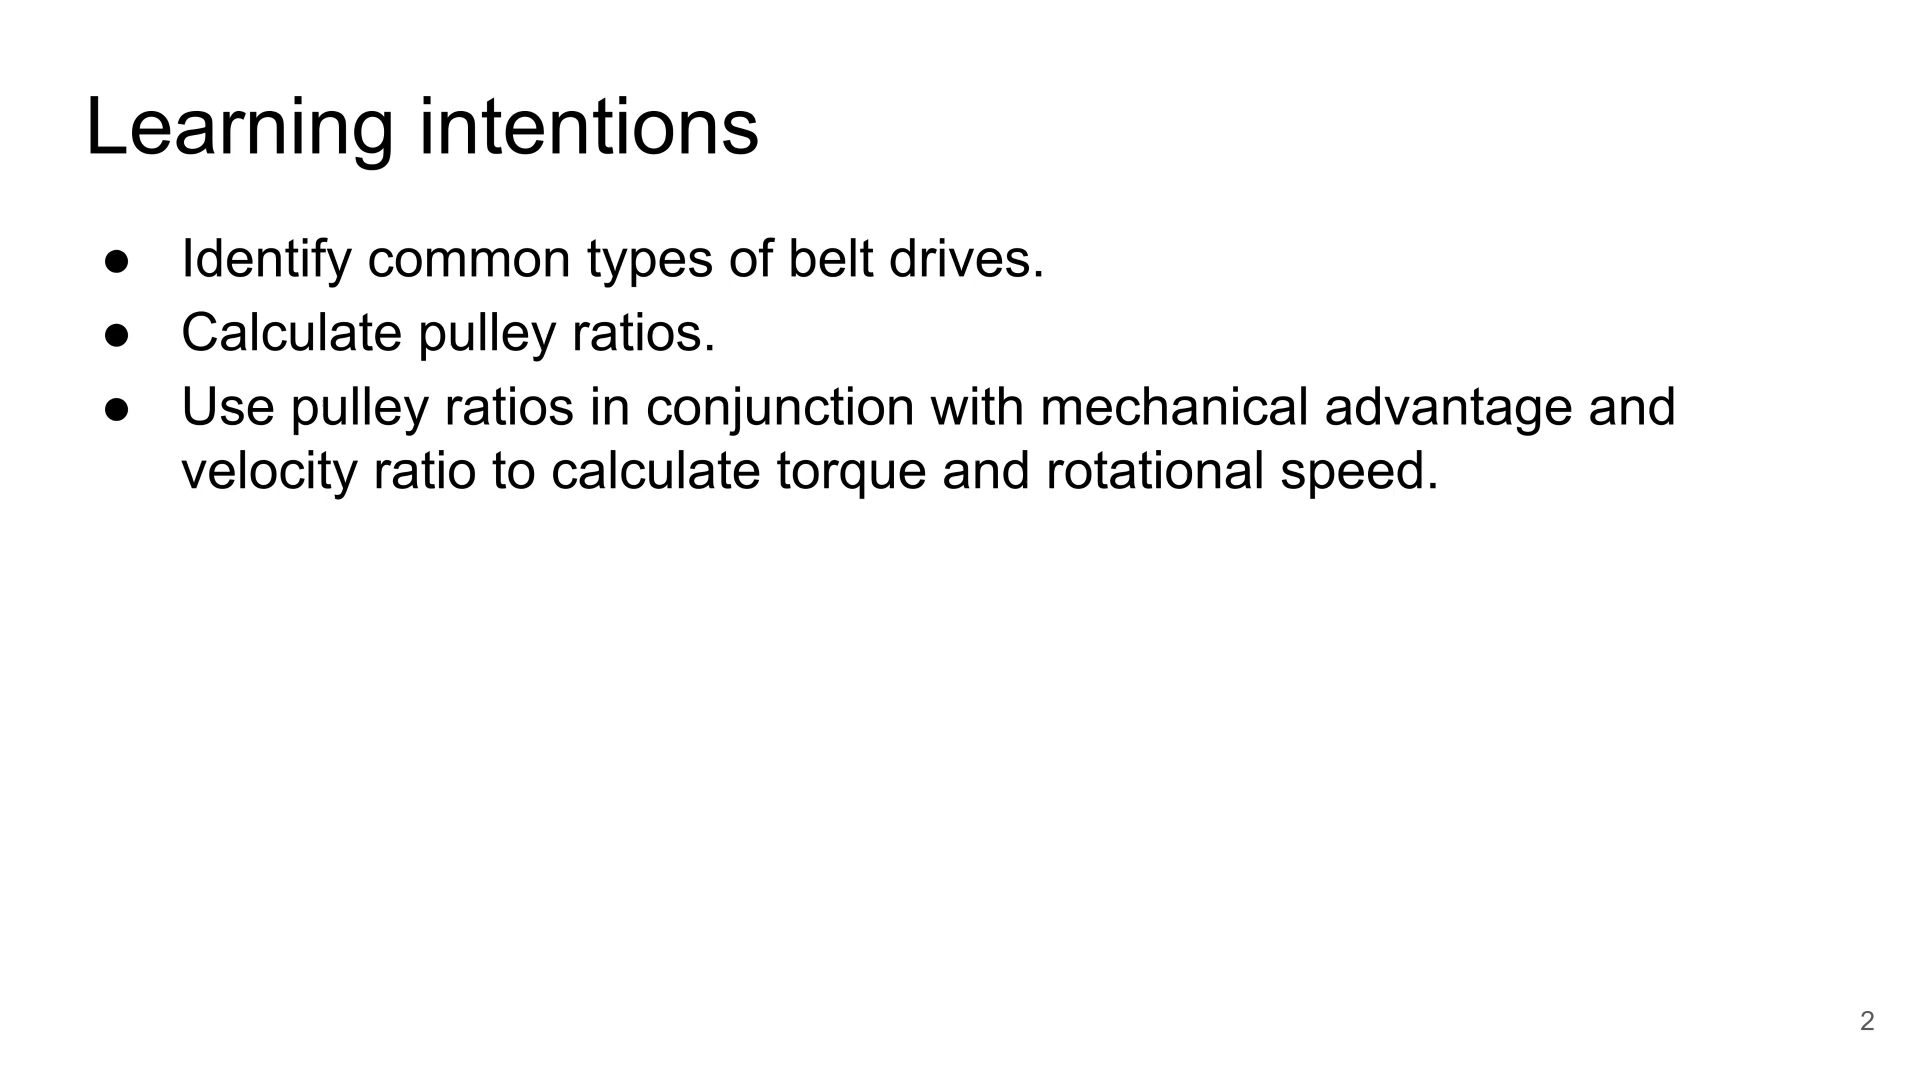 Learning intentions
● Identify common types of belt drives.
● Calculate pulley ratios.
● Use pulley ratios in conjunction with mechanical advantage and
velocity ratio to calculate torque and rotational speed.
2